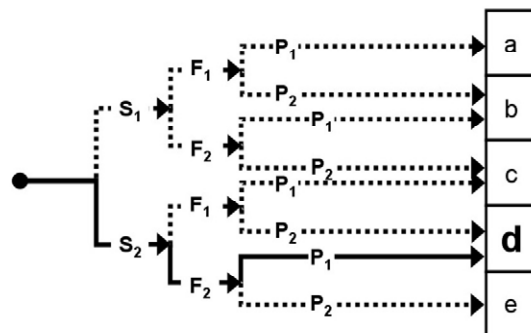 P₁ a
F₁
P₂ b
S₁ P₁
F₂
P₂ c
P₁
F₁
P₂ d
S₂ P₁
F₂
P₂ e